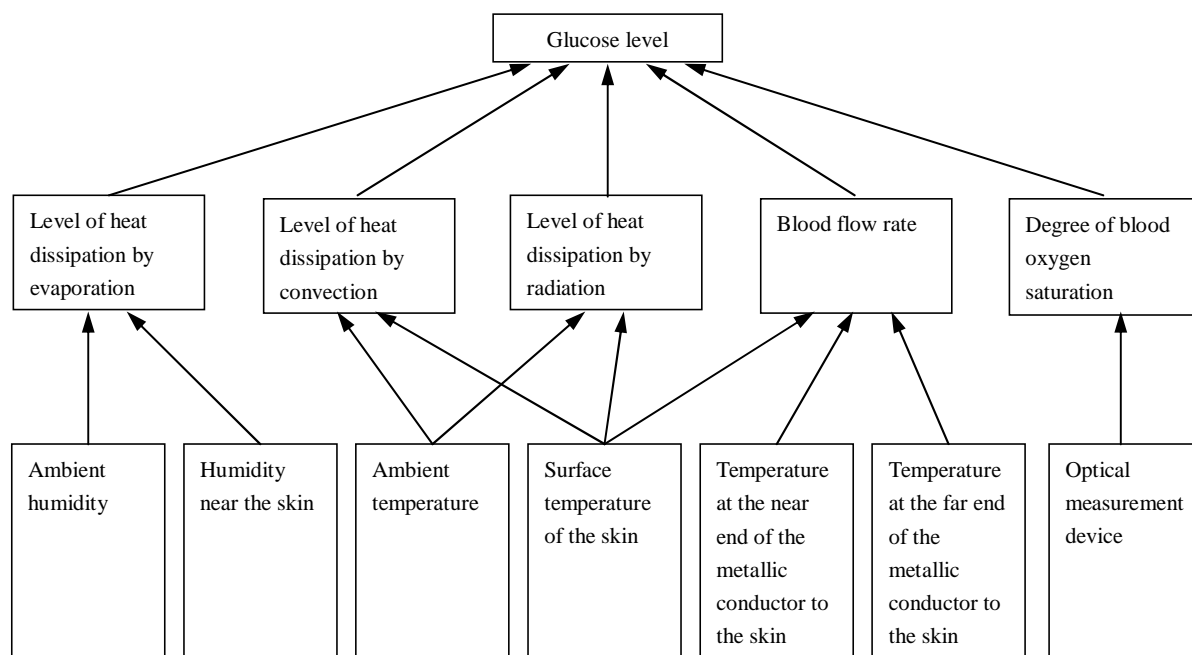 Glucose level
Level of heat
dissipation by
evaporation
Level of heat
dissipation by
convection
Level of heat
dissipation by
radiation
Blood flow rate
Degree of blood
oxygen
saturation
Ambient
humidity
Humidity
near the skin
Ambient
temperature
Surface
temperature
of the skin
Temperature
at the near
end of the
metallic
conductor to
the skin
Temperature
at the far end
of the
metallic
conductor to
the skin
Optical
measurement
device